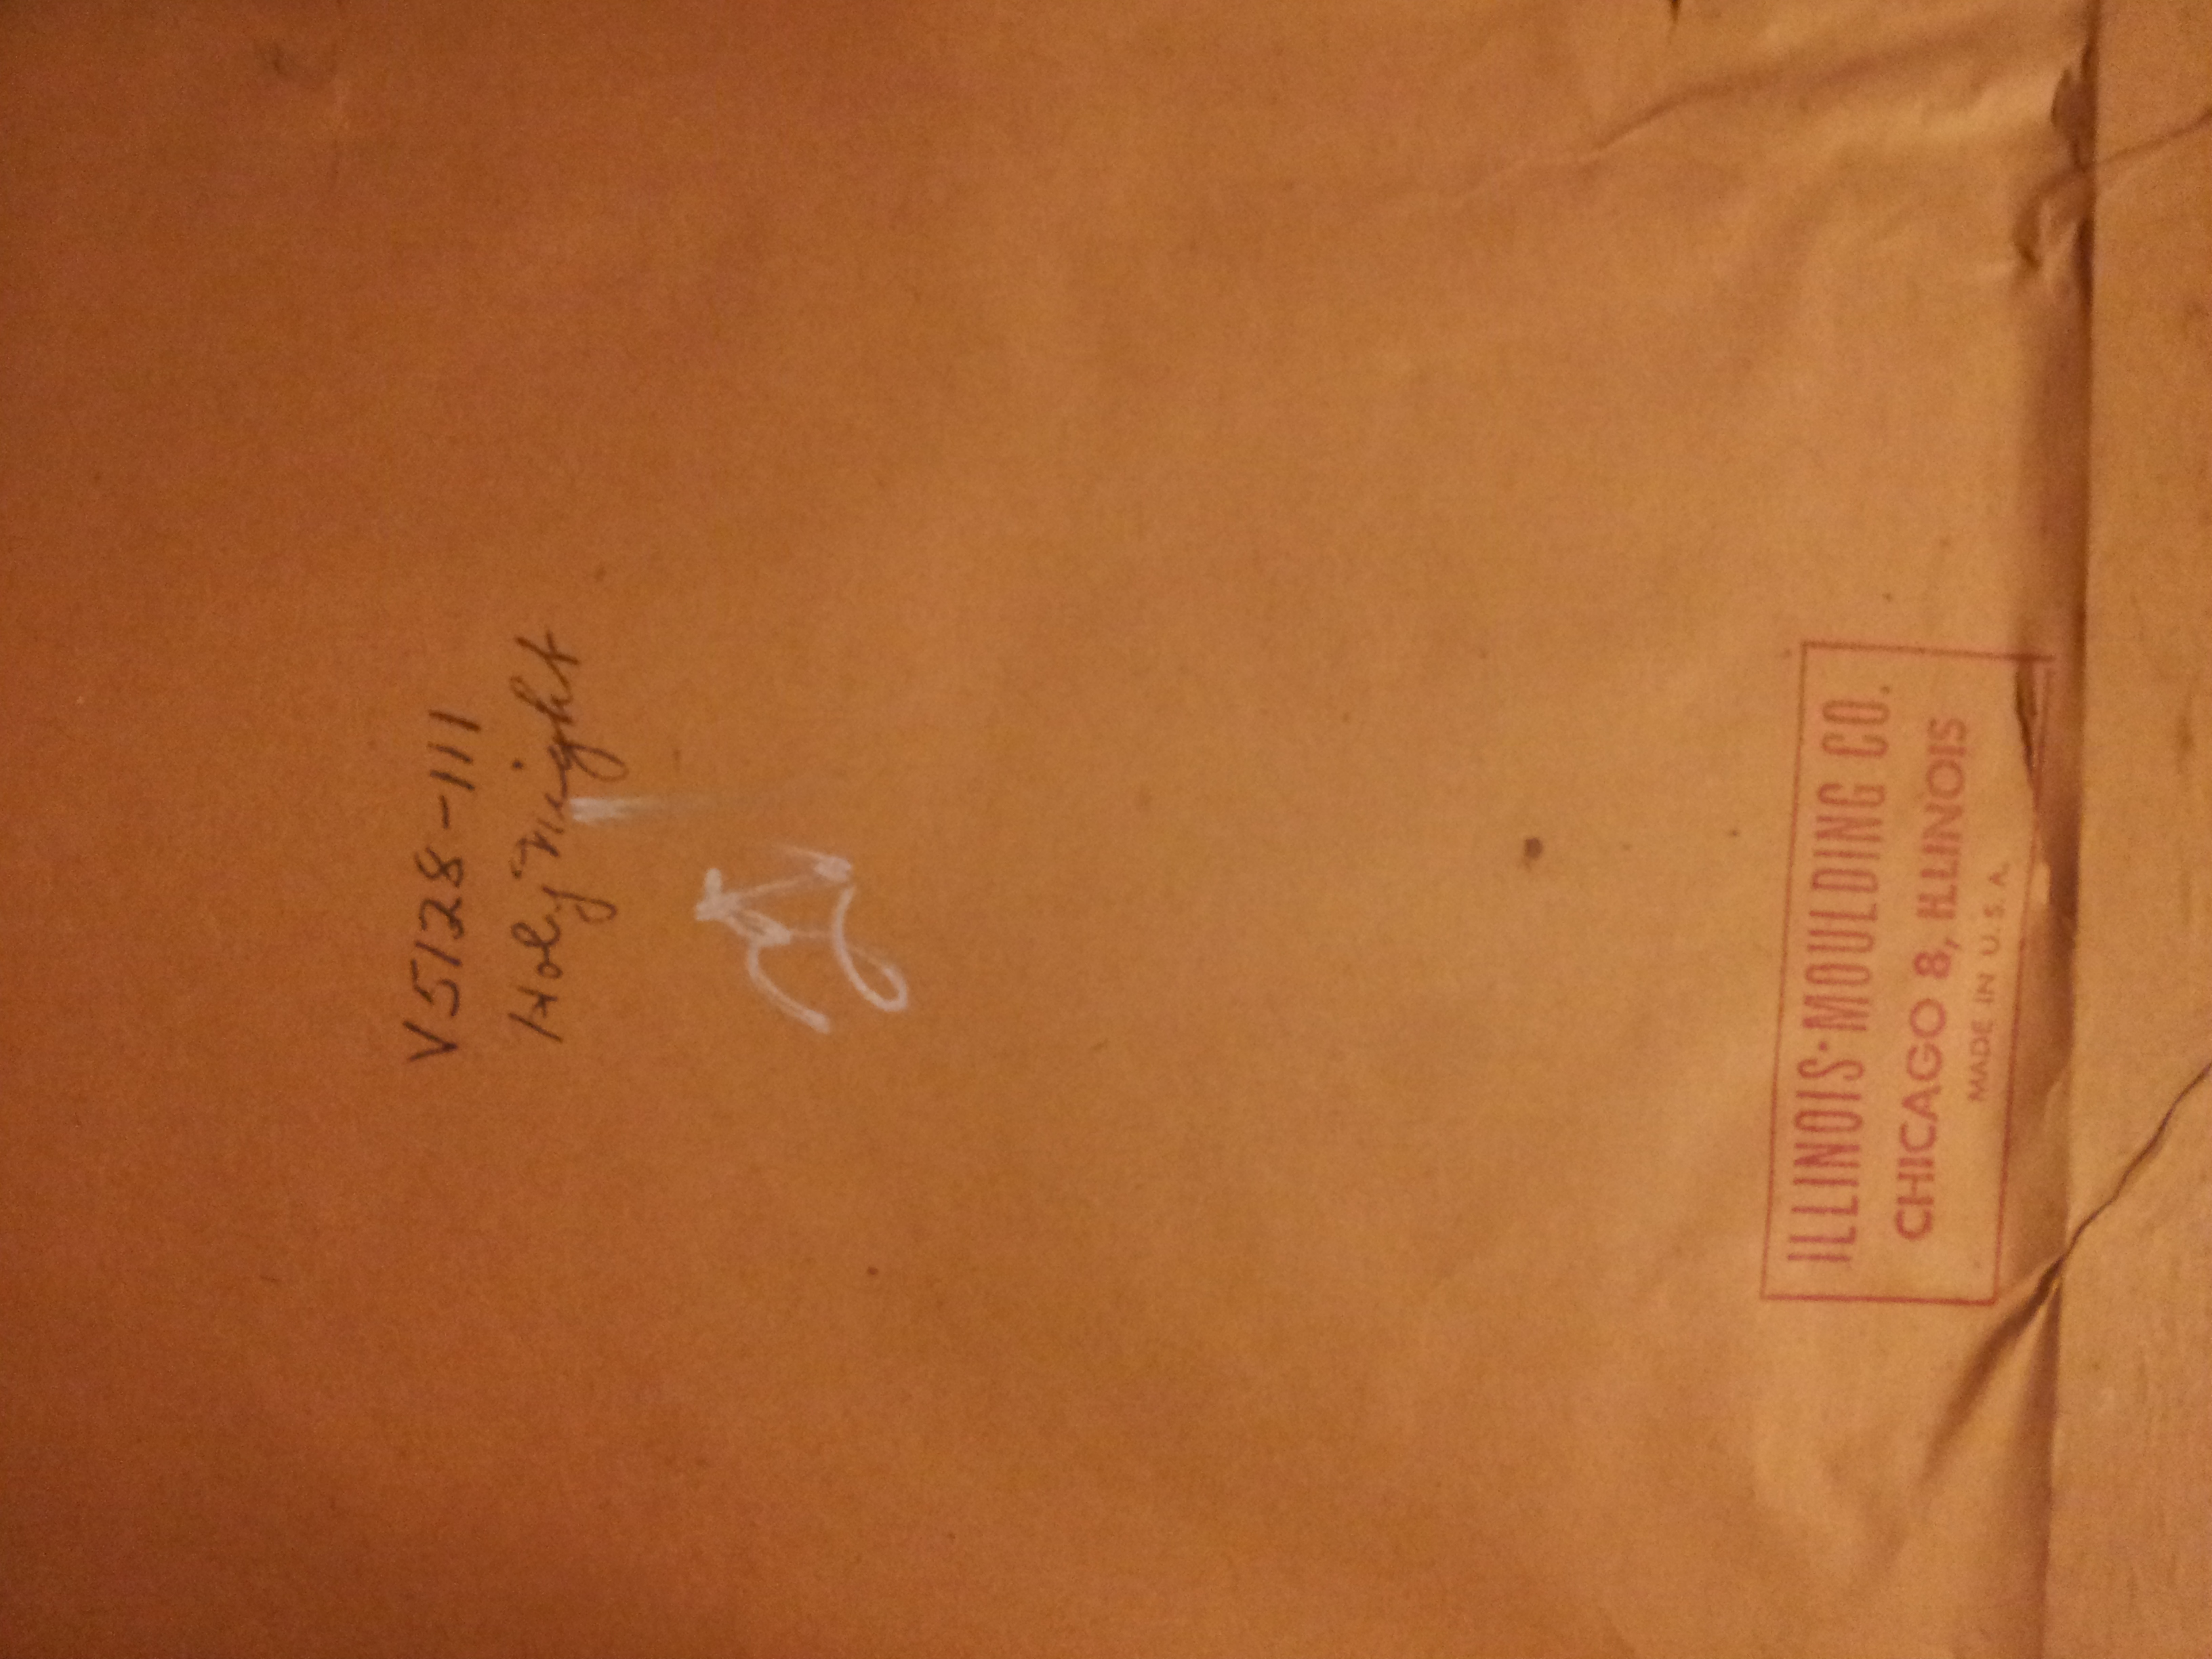 V5128-111
Holy Night
ILLINOIS·MOULDING CO.
CHICAGO 8, ILLINOIS
MADE IN U.S.A.